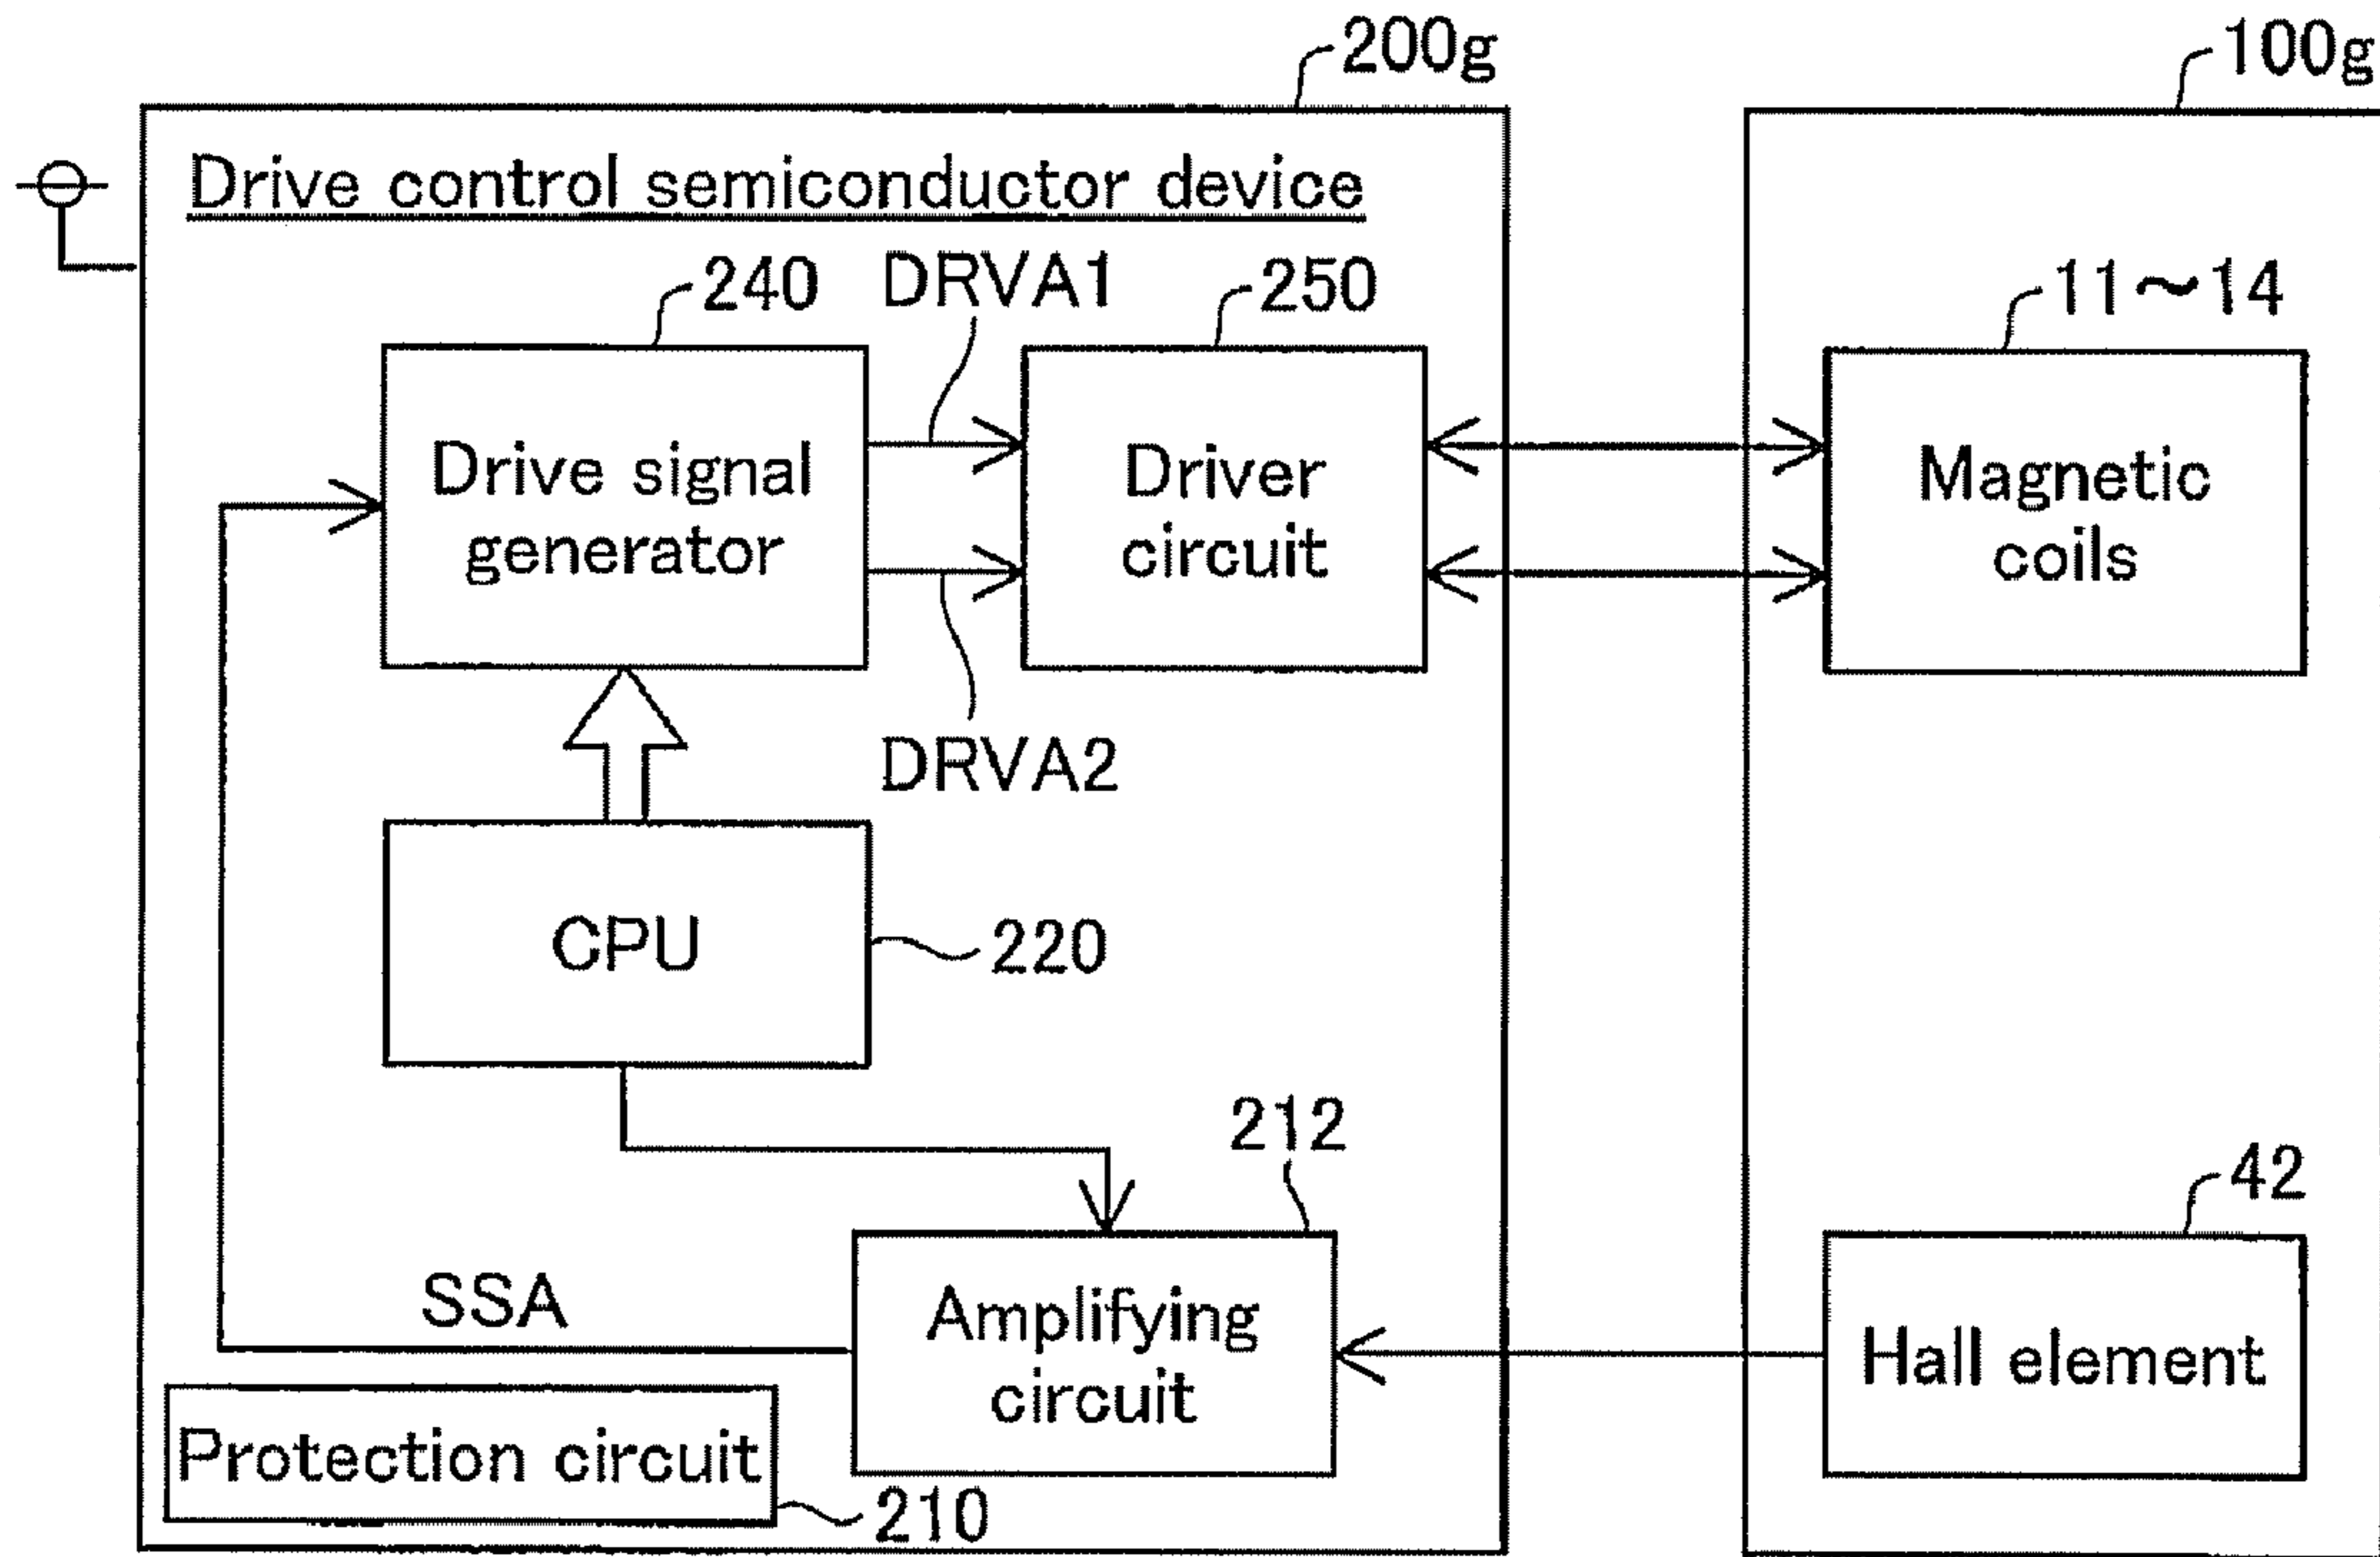 200g
100g
Drive control semiconductor device
240
DRVA1
250
11～14
Drive signal
generator
Driver
circuit
Magnetic
coils
DRVA2
CPU
220
212
42
SSA
Amplifying
circuit
Hall element
Protection circuit
210